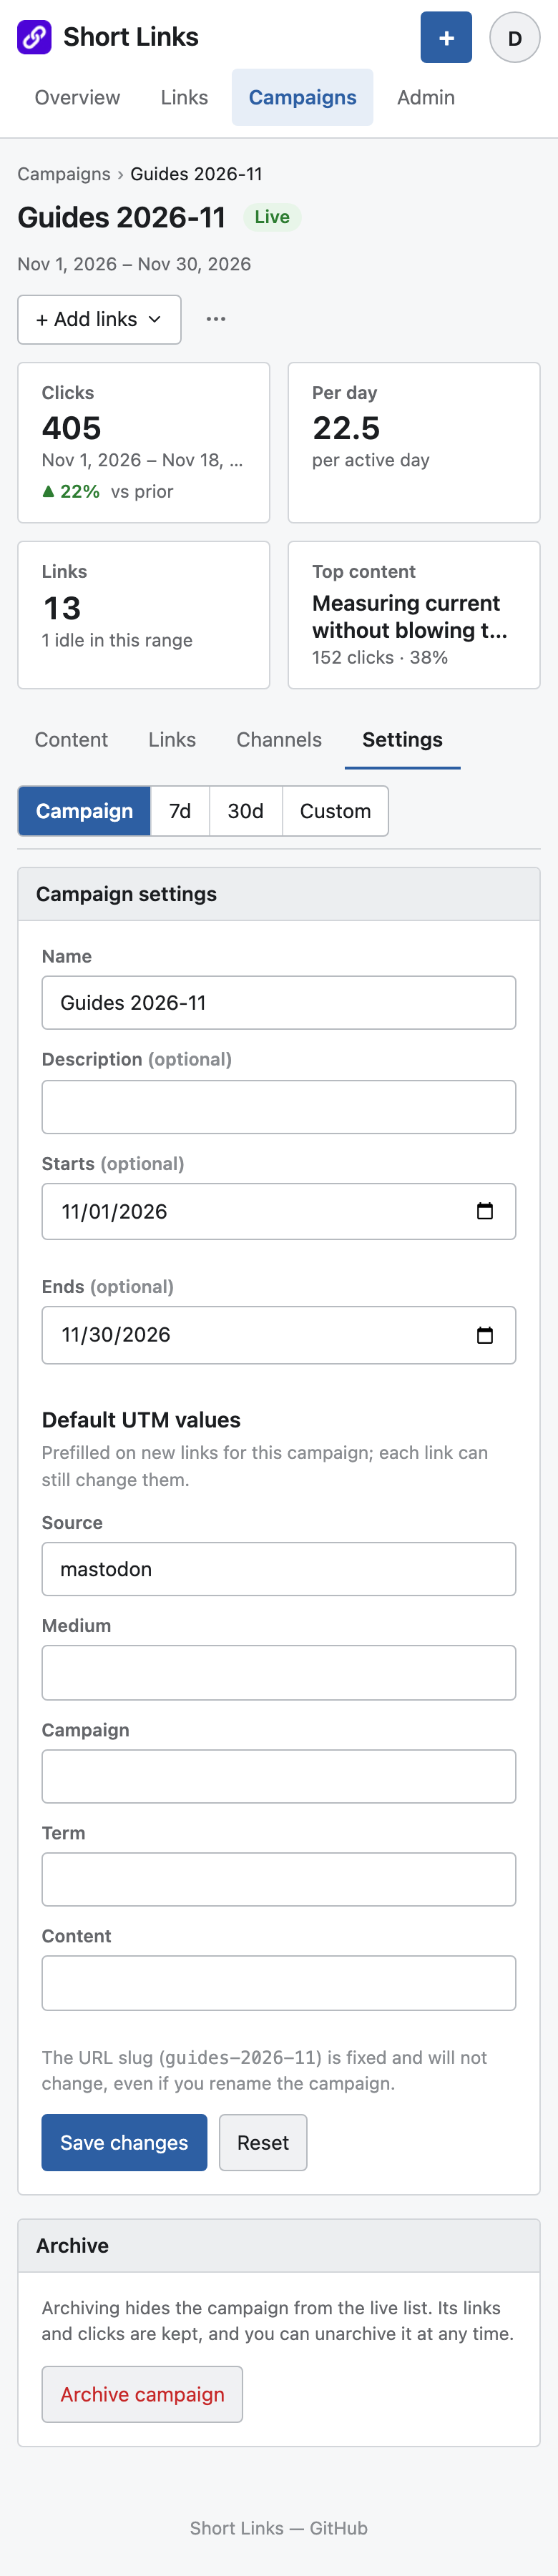 Short Links
+
D
Overview
Links
Campaigns
Admin
Campaigns › Guides 2026-11
Guides 2026-11
Live
Nov 1, 2026 – Nov 30, 2026
+ Add links
...
Clicks
405
Nov 1, 2026 – Nov 18, ...
▲ 22% vs prior
Per day
22.5
per active day
Links
13
1 idle in this range
Top content
Measuring current
without blowing t...
152 clicks · 38%
Content
Links
Channels
Settings
Campaign
7d
30d
Custom
Campaign settings
Name
Guides 2026-11
Description (optional)
Starts (optional)
11/01/2026
Ends (optional)
11/30/2026
Default UTM values
Prefilled on new links for this campaign; each link can
still change them.
Source
mastodon
Medium
Campaign
Term
Content
The URL slug (guides-2026-11) is fixed and will not
change, even if you rename the campaign.
Save changes
Reset
Archive
Archiving hides the campaign from the live list. Its links
and clicks are kept, and you can unarchive it at any time.
Archive campaign
Short Links — GitHub